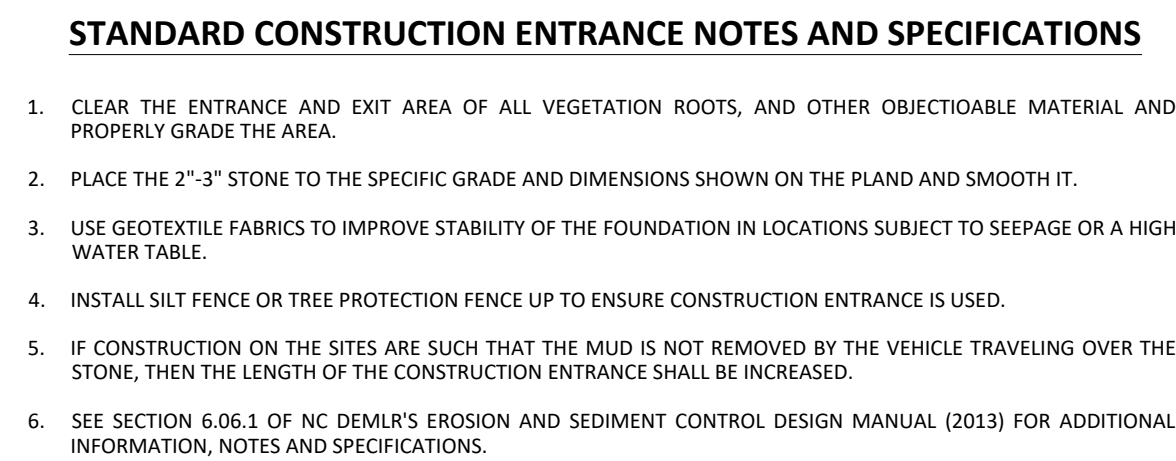 STANDARD CONSTRUCTION ENTRANCE NOTES AND SPECIFICATIONS
1. CLEAR THE ENTRANCE AND EXIT AREA OF ALL VEGETATION ROOTS, AND OTHER OBJECTIOABLE MATERIAL AND
PROPERLY GRADE THE AREA.
2. PLACE THE 2"-3" STONE TO THE SPECIFIC GRADE AND DIMENSIONS SHOWN ON THE PLAND AND SMOOTH IT.
3. USE GEOTEXTILE FABRICS TO IMPROVE STABILITY OF THE FOUNDATION IN LOCATIONS SUBJECT TO SEEPAGE OR A HIGH
WATER TABLE.
4. INSTALL SILT FENCE OR TREE PROTECTION FENCE UP TO ENSURE CONSTRUCTION ENTRANCE IS USED.
5. IF CONSTRUCTION ON THE SITES ARE SUCH THAT THE MUD IS NOT REMOVED BY THE VEHICLE TRAVELING OVER THE
STONE, THEN THE LENGTH OF THE CONSTRUCTION ENTRANCE SHALL BE INCREASED.
6. SEE SECTION 6.06.1 OF NC DEMLR'S EROSION AND SEDIMENT CONTROL DESIGN MANUAL (2013) FOR ADDITIONAL
INFORMATION, NOTES AND SPECIFICATIONS.